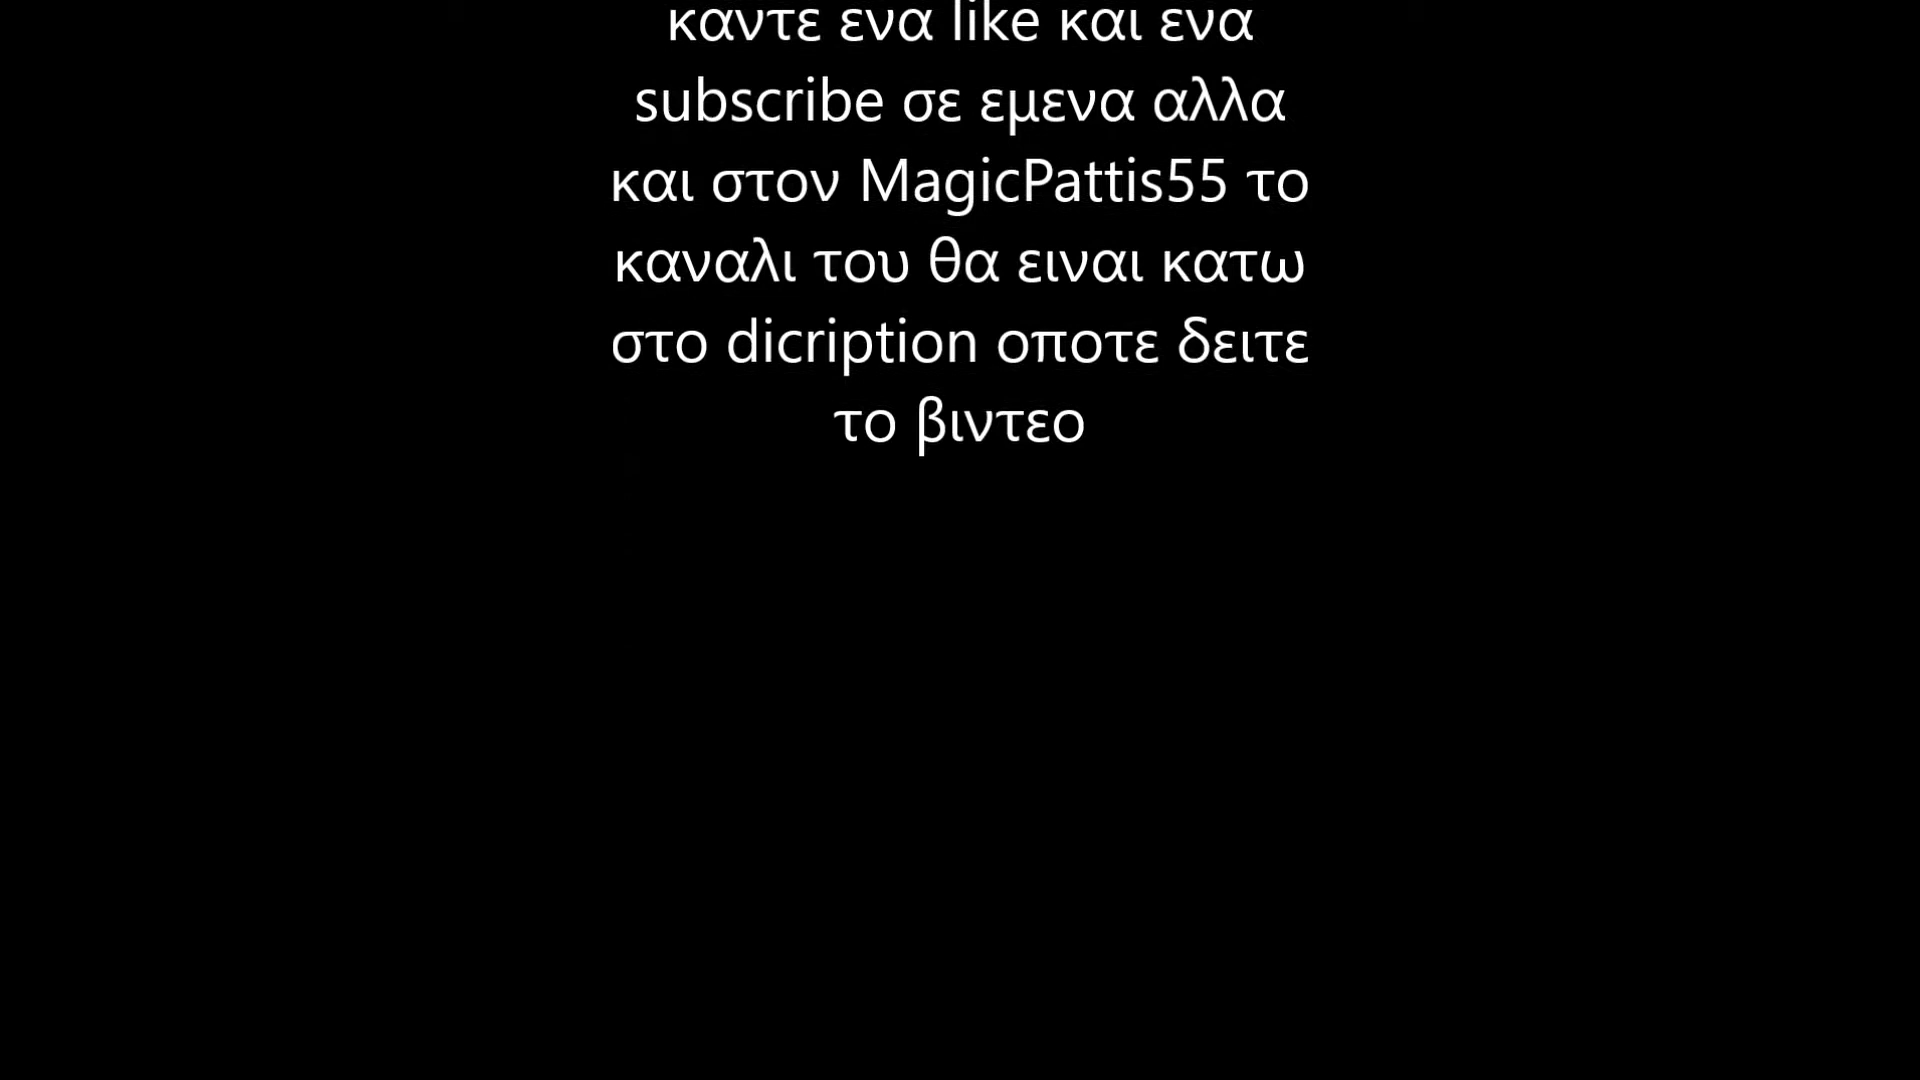 καντε ενα like και ενα
subscribe σε εμενα αλλα
και στον MagicPattis55 το
καναλι του θα ειναι κατω
στο dicription οποτε δειτε
το βιντεο